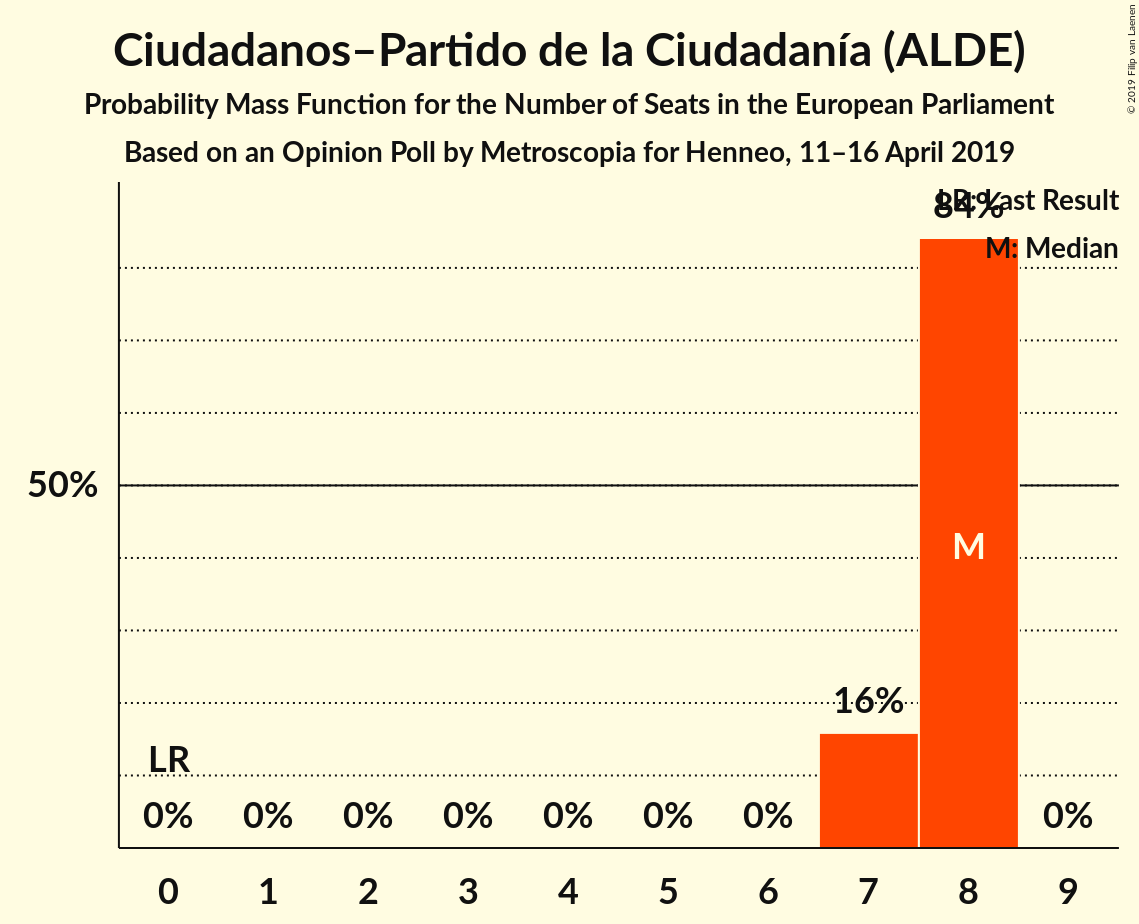 Ciudadanos–Partido de la Ciudadanía (ALDE)
Probability Mass Function for the Number of Seats in the European Parliament
Based on an Opinion Poll by Metroscopia for Henneo, 11–16 April 2019
© 2019 Filip van Laenen
LR: Last Result
84%
M: Median
50%
M
16%
LR
0% 0% 0% 0% 0% 0% 0% 0%
0 1 2 3 4 5 6 7 8 9